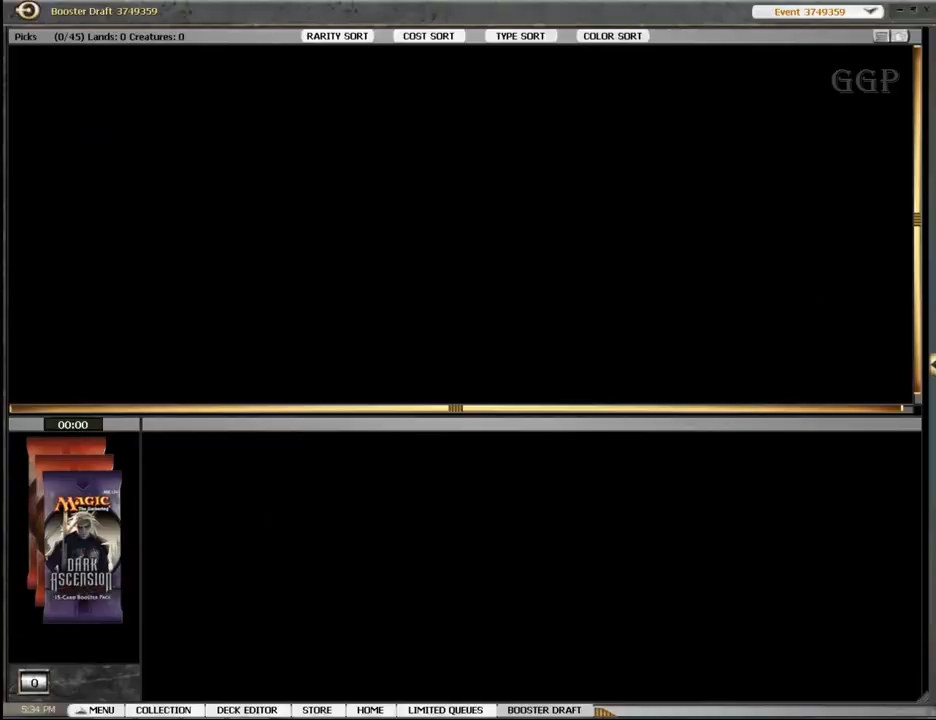 Booster Draft 3749359
Event 3749359
Picks (0/45) Lands: 0 Creatures: 0
RARITY SORT
COST SORT
TYPE SORT
COLOR SORT
GGP
00:00
MAGIC
The Gathering
DARK
ASCENSION
15-CARD BOOSTER PACK
0
5:34 PM
MENU
COLLECTION
DECK EDITOR
STORE
HOME
LIMITED QUEUES
BOOSTER DRAFT